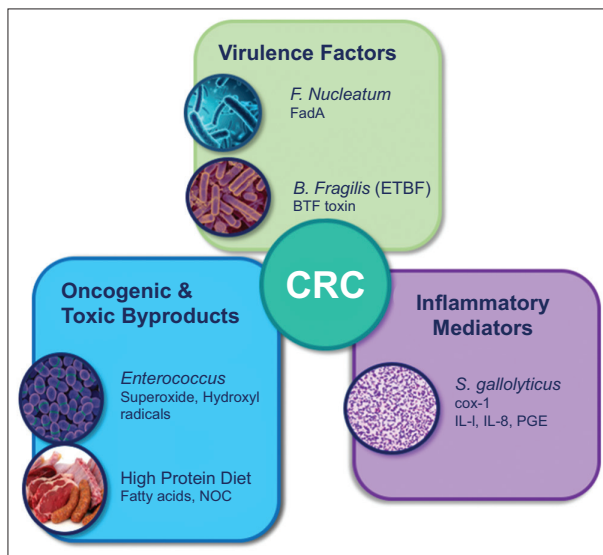 Virulence Factors
F. Nucleatum
FadA
B. Fragilis (ETBF)
BTF toxin
CRC
Oncogenic &
Toxic Byproducts
Enterococcus
Superoxide, Hydroxyl
radicals
High Protein Diet
Fatty acids, NOC
Inflammatory
Mediators
S. gallolyticus
cox-1
IL-l, IL-8, PGE